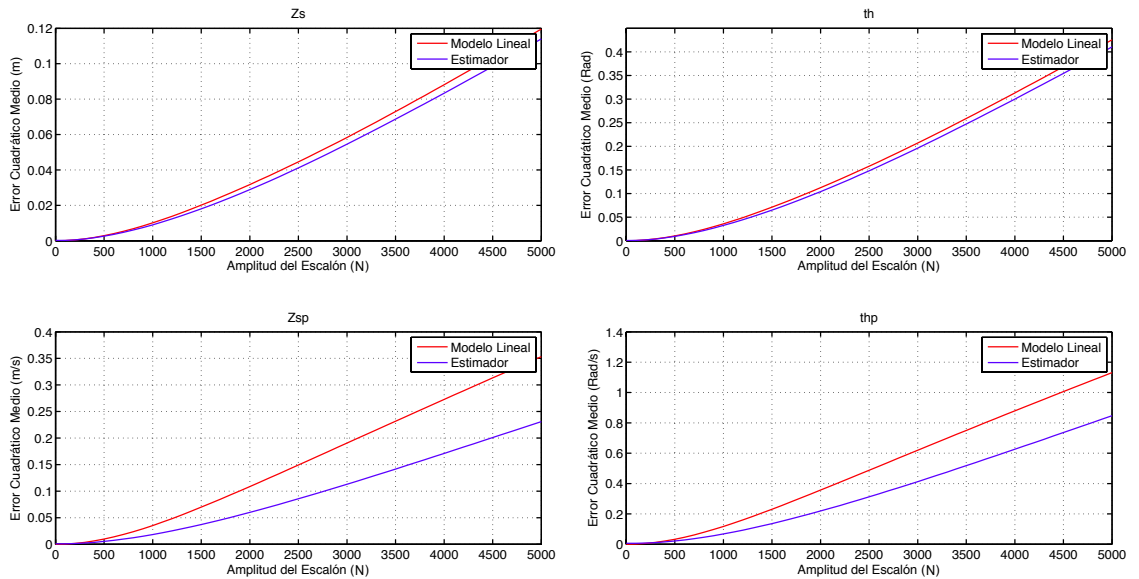 Zs
Error Cuadrático Medio (m)
0.12
0.1
0.08
0.06
0.04
0.02
0
0 500 1000 1500 2000 2500 3000 3500 4000 4500 5000
Amplitud del Escalón (N)
Modelo Lineal
Estimador
th
Error Cuadrático Medio (Rad)
0.4
0.35
0.3
0.25
0.2
0.15
0.1
0.05
0
0 500 1000 1500 2000 2500 3000 3500 4000 4500 5000
Amplitud del Escalón (N)
Modelo Lineal
Estimador
Zsp
Error Cuadrático Medio (m/s)
0.4
0.35
0.3
0.25
0.2
0.15
0.1
0.05
0
0 500 1000 1500 2000 2500 3000 3500 4000 4500 5000
Amplitud del Escalón (N)
Modelo Lineal
Estimador
thp
Error Cuadrático Medio (Rad/s)
1.4
1.2
1
0.8
0.6
0.4
0.2
0
0 500 1000 1500 2000 2500 3000 3500 4000 4500 5000
Amplitud del Escalón (N)
Modelo Lineal
Estimador